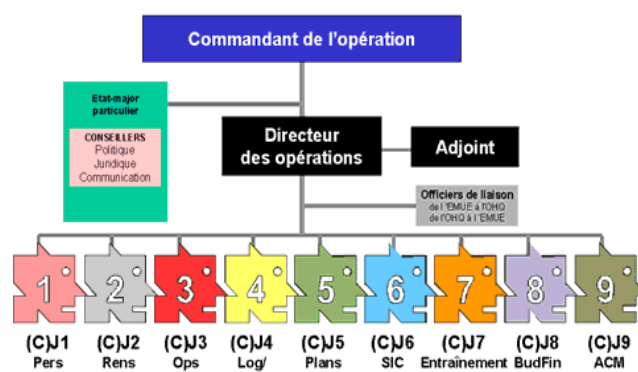 Commandant de l'opération
Etat-major
particulier
CONSEILLERS
Politique
Juridique
Communication
Directeur
des opérations
Adjoint
Officiers de liaison
de l 'EMUE à l'OHQ
de l'OHQ à l'EMUE
1 2 3 4 5 6 7 8 9
(C)J1 (C)J2 (C)J3 (C)J4 (C)J5 (C)J6 (C)J7 (C)J8 (C)J9
Pers Rens Ops Log/ Plans SIC Entraînement BudFin ACM